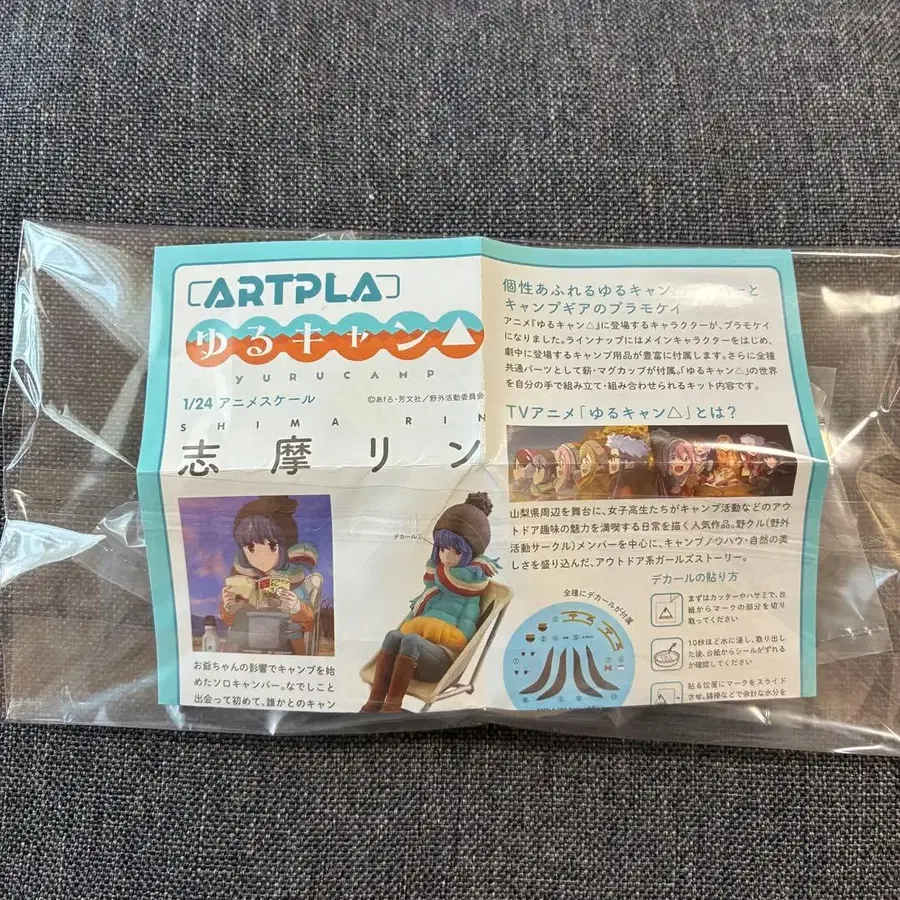 ARTPLA
ゆるキャン△
YURUCAMP
1/24 アニメスケール
©あfろ・芳文社/野外活動委員会
SHIMA RIN
志摩リン
お爺ちゃんの影響でキャンプを始
めたソロキャンパー。なでしこと
出会って初めて、誰かとのキャン
デカール①
個性あふれるゆるキャン
と
キャンプギアのプラモケイ
アニメ『ゆるキャン△』に登場するキャラクターが、プラモケイ
になりました。ラインナップにはメインキャラクターをはじめ、
劇中に登場するキャンプ用品が豊富に付属します。さらに全種
共通パーツとして薪・マグカップが付属。「ゆるキャン△」の世界
を自分の手で組み立て・組み合わせられるキット内容です。
TVアニメ「ゆるキャン△」とは?
山梨県周辺を舞台に、女子高生たちがキャンプ活動などのアウ
トドア趣味の魅力を満喫する日常を描く人気作品。野クル(野外
活動サークル)メンバーを中心に、キャンプノウハウ・自然の美
しさを盛り込んだ、アウトドア系ガールズストーリー。
全種にデカールが付属
デカールの貼り方
まずはカッターやハサミで、台
紙からマークの部分を切り
取ってください
10秒ほど水に浸し、取り出し
た後、台紙からシールがずれる
か確認してください
貼る位置にマークをスライド
させ、綿棒などで余計な水分を